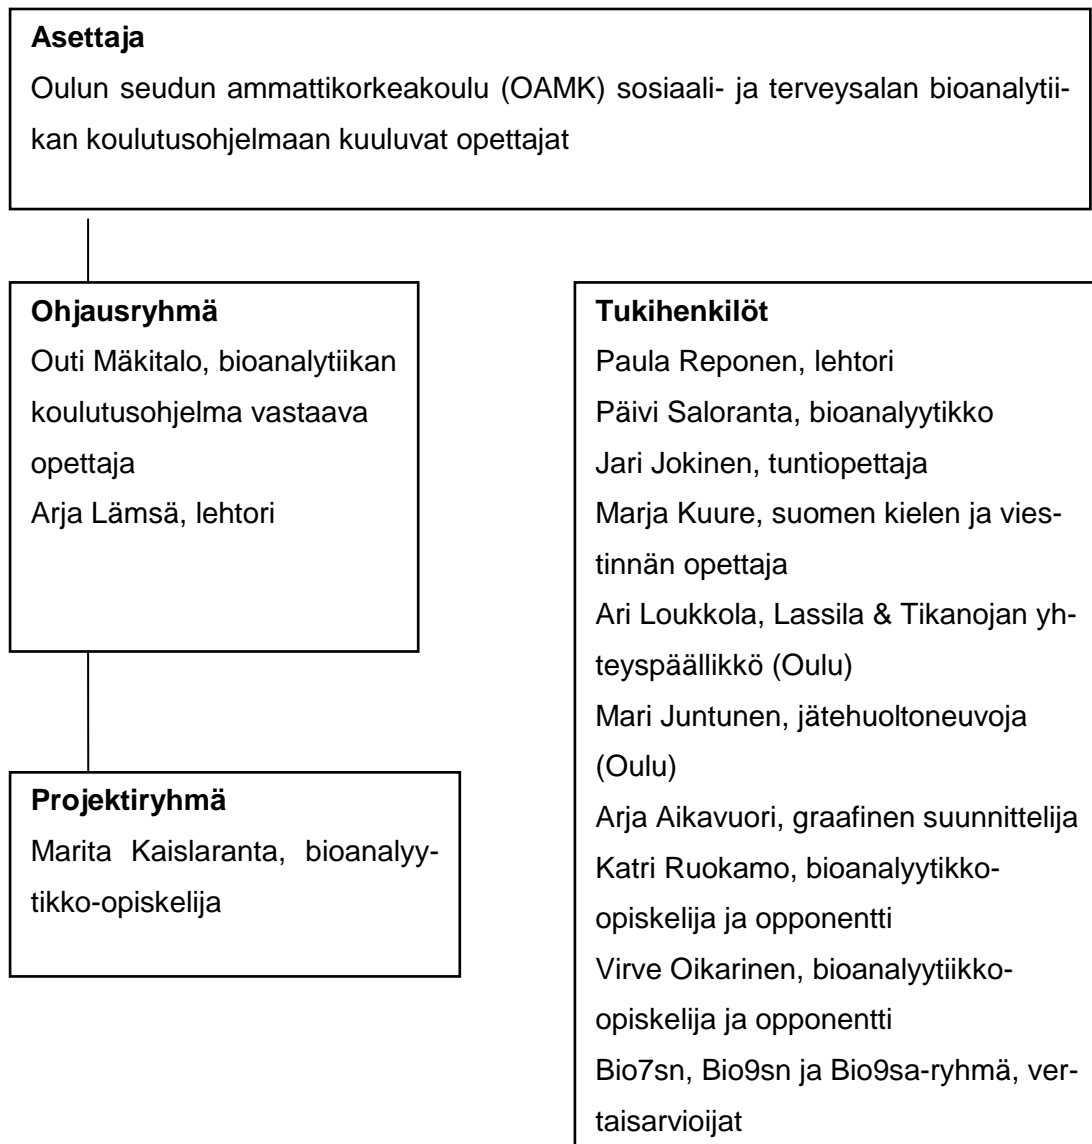 Asettaja
Oulun seudun ammattikorkeakoulu (OAMK) sosiaali- ja terveysalan bioanalytii-
kan koulutusohjelmaan kuuluvat opettajat
Ohjausryhmä
Outi Mäkitalo, bioanalytiikan
koulutusohjelma vastaava
opettaja
Arja Lämsä, lehtori
Projektiryhmä
Marita Kaislaranta, bioanalyy-
tikko-opiskelija
Tukihenkilöt
Paula Reponen, lehtori
Päivi Saloranta, bioanalyytikko
Jari Jokinen, tuntiopettaja
Marja Kuure, suomen kielen ja vies-
tinnän opettaja
Ari Loukkola, Lassila & Tikanojan yh-
teyspäällikkö (Oulu)
Mari Juntunen, jätehuoltoneuvoja
(Oulu)
Arja Aikavuori, graafinen suunnittelija
Katri Ruokamo, bioanalyytikko-
opiskelija ja opponentti
Virve Oikarinen, bioanalyytiikko-
opiskelija ja opponentti
Bio7sn, Bio9sn ja Bio9sa-ryhmä, ver-
taisarvioijat